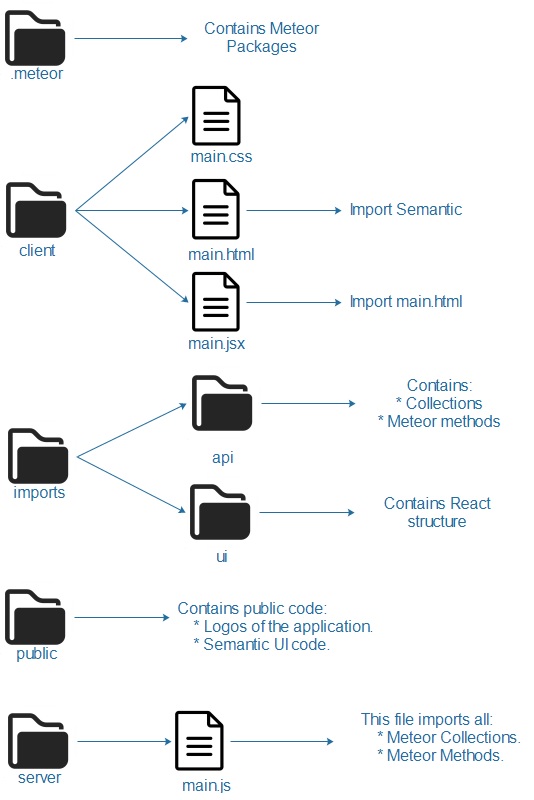 Contains Meteor
Packages
.meteor
main.css
client
main.html
Import Semantic
main.jsx
Import main.html
imports
api
Contains:
* Collections
* Meteor methods
ui
Contains React
structure
public
Contains public code:
* Logos of the application.
* Semantic UI code.
server
main.js
This file imports all:
* Meteor Collections.
* Meteor Methods.